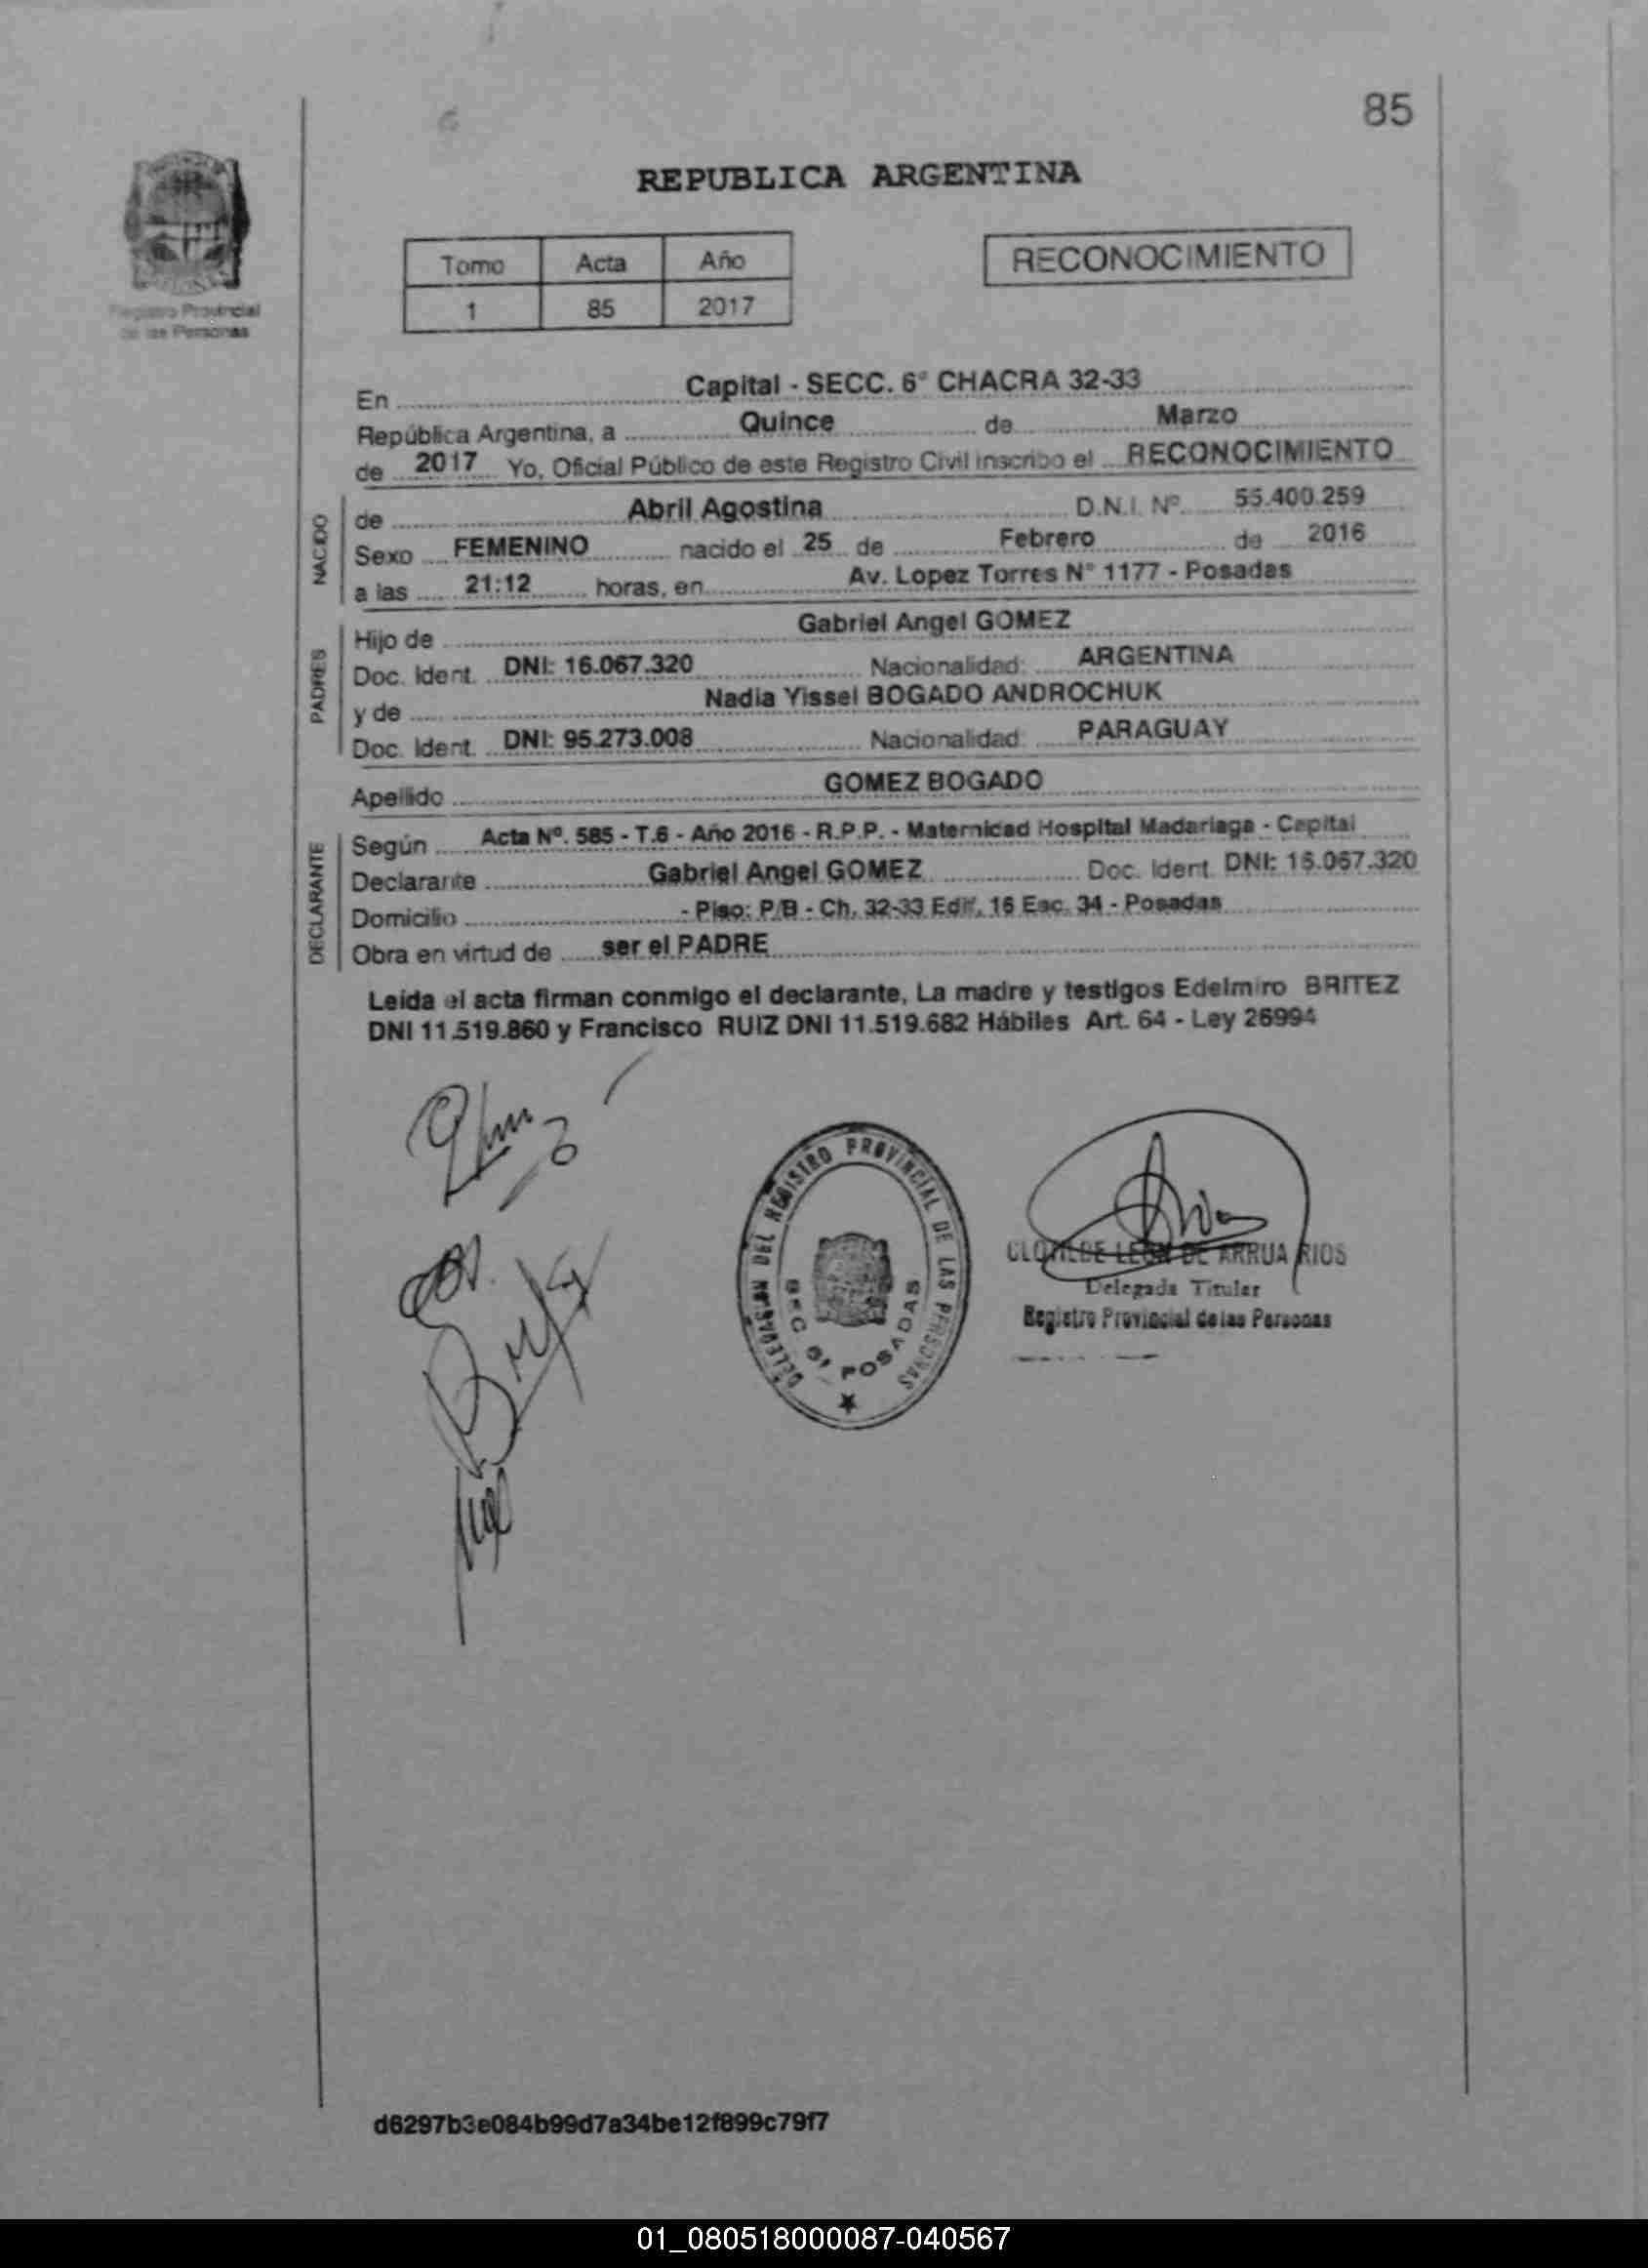 85
REPUBLICA ARGENTINA
Registro Provincial
de las Personas
Tomo Acta Año
1 85 2017
RECONOCIMIENTO
En Capital - SECC. 6° CHACRA 32-33
República Argentina, a Quince de Marzo
de 2017 Yo, Oficial Público de este Registro Civil inscribo el RECONOCIMIENTO
NACIDO
de Abril Agostina D.N.I. Nº 55.400.259
Sexo FEMENINO nacido el 25 de Febrero de 2016
a las 21:12 horas, en Av. Lopez Torres N° 1177 - Posadas
PADRES
Hijo de Gabriel Angel GOMEZ
Doc. Ident. DNI: 16.067.320 Nacionalidad: ARGENTINA
y de Nadia Yissel BOGADO ANDROCHUK
Doc. Ident. DNI: 95.273.008 Nacionalidad PARAGUAY
Apellido GOMEZ BOGADO
DECLARANTE
Según Acta Nº. 585 - T.6 - Año 2016 - R.P.P. - Maternidad Hospital Madariaga - Capital
Declarante Gabriel Angel GOMEZ Doc. Ident. DNI: 16.067.320
Domicilio - Piso: P/B - Ch. 32-33 Edif. 16 Esc. 34 - Posadas
Obra en virtud de ser el PADRE
Leida el acta firman conmigo el declarante, La madre y testigos Edelmiro BRITEZ
DNI 11.519.860 y Francisco RUIZ DNI 11.519.682 Hábiles Art. 64 - Ley 26994
DELEGACION DEL REGISTRO PROVINCIAL DE LAS PERSONAS
SEC 6ª POSADAS
CLOTILDE LEON DE ARRUA RIOS
Delegada Titular
Registro Provincial de las Personas
d6297b3e084b99d7a34be12f899c79f7
01_080518000087-040567